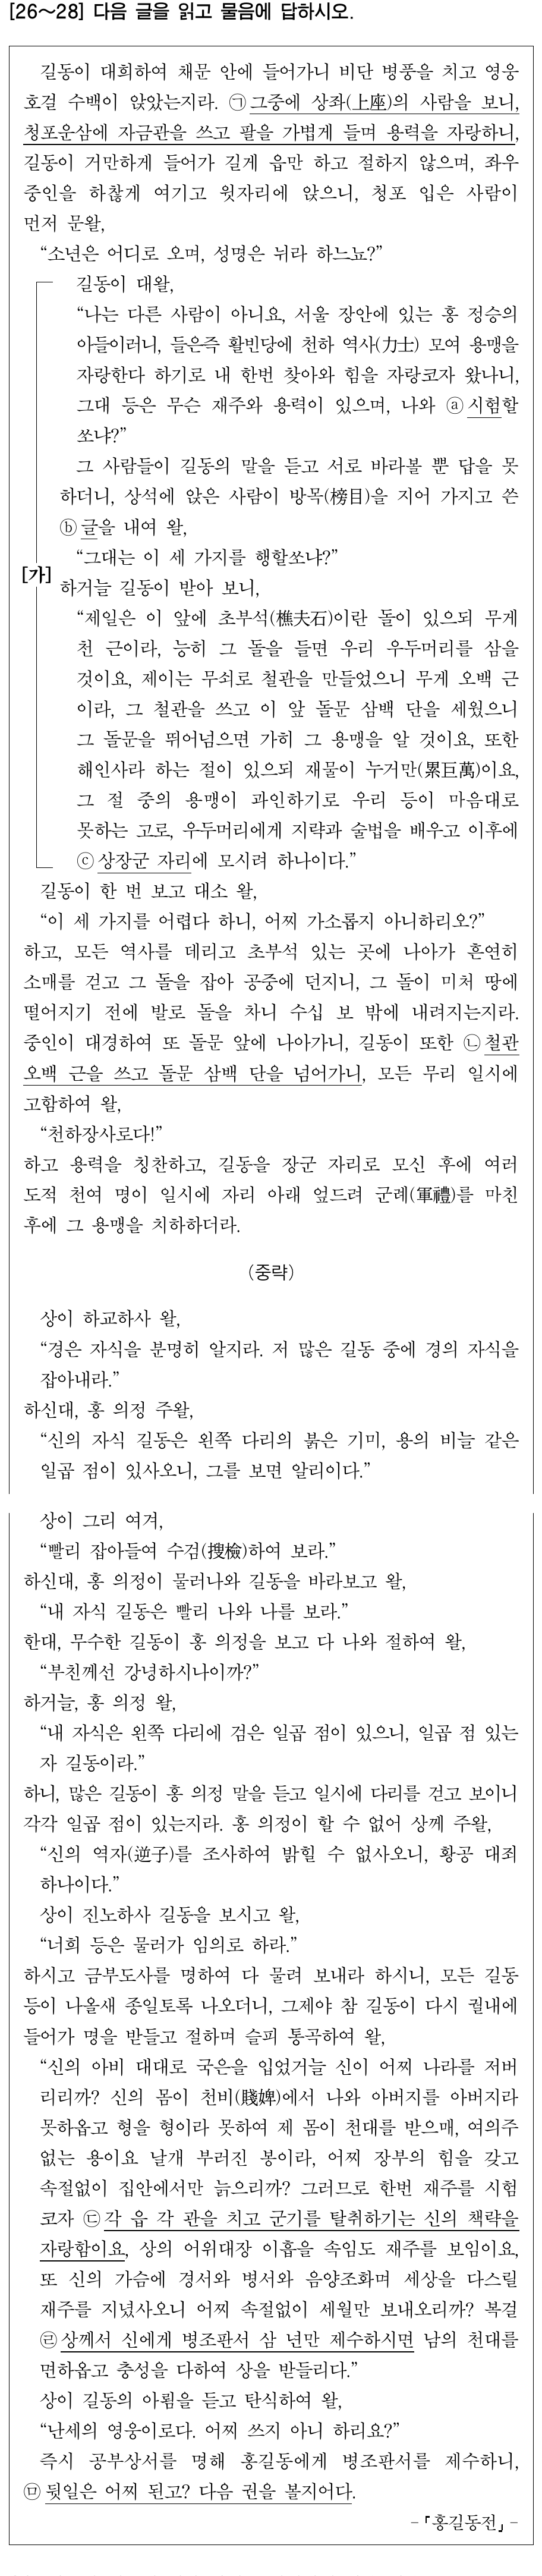 [26～28] 다음 글을 읽고 물음에 답하시오.
길동이 대희하여 채문 안에 들어가니 비단 병풍을 치고 영웅
호걸 수백이 앉았는지라. ㉠그중에 상좌(上座)의 사람을 보니,
청포운삼에 자금관을 쓰고 팔을 가볍게 들며 용력을 자랑하니,
길동이 거만하게 들어가 길게 읍만 하고 절하지 않으며, 좌우
중인을 하찮게 여기고 윗자리에 앉으니, 청포 입은 사람이
먼저 문왈,
“소년은 어디로 오며, 성명은 뉘라 하느뇨?”
길동이 대왈,
“나는 다른 사람이 아니요, 서울 장안에 있는 홍 정승의
아들이러니, 들은즉 활빈당에 천하 역사(力士) 모여 용맹을
자랑한다 하기로 내 한번 찾아와 힘을 자랑코자 왔나니,
그대 등은 무슨 재주와 용력이 있으며, 나와 ⓐ시험할
쏘냐?”
그 사람들이 길동의 말을 듣고 서로 바라볼 뿐 답을 못
하더니, 상석에 앉은 사람이 방목(榜目)을 지어 가지고 쓴
ⓑ글을 내여 왈,
“그대는 이 세 가지를 행할쏘냐?”
[가] 하거늘 길동이 받아 보니,
“제일은 이 앞에 초부석(樵夫石)이란 돌이 있으되 무게
천 근이라, 능히 그 돌을 들면 우리 우두머리를 삼을
것이요, 제이는 무쇠로 철관을 만들었으니 무게 오백 근
이라, 그 철관을 쓰고 이 앞 돌문 삼백 단을 세웠으니
그 돌문을 뛰어넘으면 가히 그 용맹을 알 것이요, 또한
해인사라 하는 절이 있으되 재물이 누거만(累巨萬)이요,
그 절 중의 용맹이 과인하기로 우리 등이 마음대로
못하는 고로, 우두머리에게 지략과 술법을 배우고 이후에
ⓒ상장군 자리에 모시려 하나이다.”
길동이 한 번 보고 대소 왈,
“이 세 가지를 어렵다 하니, 어찌 가소롭지 아니하리오?”
하고, 모든 역사를 데리고 초부석 있는 곳에 나아가 흔연히
소매를 걷고 그 돌을 잡아 공중에 던지니, 그 돌이 미처 땅에
떨어지기 전에 발로 돌을 차니 수십 보 밖에 내려지는지라.
중인이 대경하여 또 돌문 앞에 나아가니, 길동이 또한 ㉡철관
오백 근을 쓰고 돌문 삼백 단을 넘어가니, 모든 무리 일시에
고함하여 왈,
“천하장사로다!”
하고 용력을 칭찬하고, 길동을 장군 자리로 모신 후에 여러
도적 천여 명이 일시에 자리 아래 엎드려 군례(軍禮)를 마친
후에 그 용맹을 치하하더라.
(중략)
상이 하교하사 왈,
“경은 자식을 분명히 알지라. 저 많은 길동 중에 경의 자식을
잡아내라.”
하신대, 홍 의정 주왈,
“신의 자식 길동은 왼쪽 다리의 붉은 기미, 용의 비늘 같은
일곱 점이 있사오니, 그를 보면 알리이다.”
상이 그리 여겨,
“빨리 잡아들여 수검(搜檢)하여 보라.”
하신대, 홍 의정이 물러나와 길동을 바라보고 왈,
“내 자식 길동은 빨리 나와 나를 보라.”
한대, 무수한 길동이 홍 의정을 보고 다 나와 절하여 왈,
“부친께선 강녕하시나이까?”
하거늘, 홍 의정 왈,
“내 자식은 왼쪽 다리에 검은 일곱 점이 있으니, 일곱 점 있는
자 길동이라.”
하니, 많은 길동이 홍 의정 말을 듣고 일시에 다리를 걷고 보이니
각각 일곱 점이 있는지라. 홍 의정이 할 수 없어 상께 주왈,
“신의 역자(逆子)를 조사하여 밝힐 수 없사오니, 황공 대죄
하나이다.”
상이 진노하사 길동을 보시고 왈,
“너희 등은 물러가 임의로 하라.”
하시고 금부도사를 명하여 다 물려 보내라 하시니, 모든 길동
등이 나올새 종일토록 나오더니, 그제야 참 길동이 다시 궐내에
들어가 명을 받들고 절하며 슬피 통곡하여 왈,
“신의 아비 대대로 국은을 입었거늘 신이 어찌 나라를 저버
리리까? 신의 몸이 천비(賤婢)에서 나와 아버지를 아버지라
못하옵고 형을 형이라 못하여 제 몸이 천대를 받으매, 여의주
없는 용이요 날개 부러진 봉이라, 어찌 장부의 힘을 갖고
속절없이 집안에서만 늙으리까? 그러므로 한번 재주를 시험
코자 ㉢각 읍 각 관을 치고 군기를 탈취하기는 신의 책략을
자랑함이요, 상의 어위대장 이흡을 속임도 재주를 보임이요,
또 신의 가슴에 경서와 병서와 음양조화며 세상을 다스릴
재주를 지녔사오니 어찌 속절없이 세월만 보내오리까? 복걸
㉣상께서 신에게 병조판서 삼 년만 제수하시면 남의 천대를
면하옵고 충성을 다하여 상을 받들리다.”
상이 길동의 아룀을 듣고 탄식하여 왈,
“난세의 영웅이로다. 어찌 쓰지 아니 하리요?”
즉시 공부상서를 명해 홍길동에게 병조판서를 제수하니,
㉤뒷일은 어찌 된고? 다음 권을 볼지어다.
-「홍길동전」-